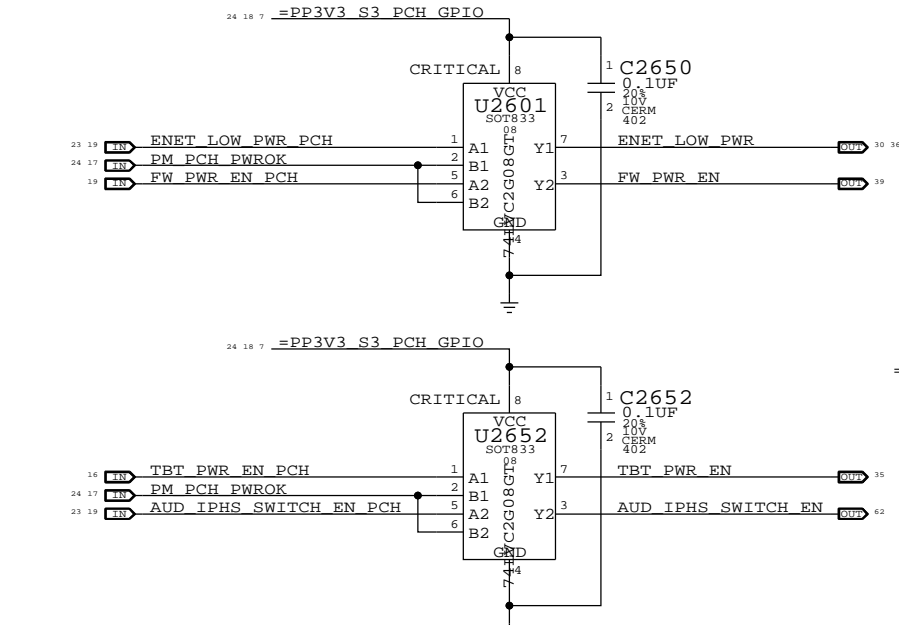 24 18 7 =PP3V3_S3_PCH_GPIO
CRITICAL 8
1 C2650
0.1UF
20%
10V
CERM
402
2
VCC
U2601
SOT833
08
74LVC2G08GT
23 19 IN ENET_LOW_PWR_PCH 1 A1 Y1 7 ENET_LOW_PWR OUT 30 36
24 17 IN PM_PCH_PWROK 2 B1
19 IN FW_PWR_EN_PCH 5 A2 Y2 3 FW_PWR_EN OUT 39
6 B2
GND
4
24 18 7 =PP3V3_S3_PCH_GPIO
CRITICAL 8
1 C2652
0.1UF
20%
10V
CERM
402
2
VCC
U2652
SOT833
08
74LVC2G08GT
16 IN TBT_PWR_EN_PCH 1 A1 Y1 7 TBT_PWR_EN OUT 35
24 17 IN PM_PCH_PWROK 2 B1
23 19 IN AUD_IPHS_SWITCH_EN_PCH 5 A2 Y2 3 AUD_IPHS_SWITCH_EN OUT 62
6 B2
GND
4
=